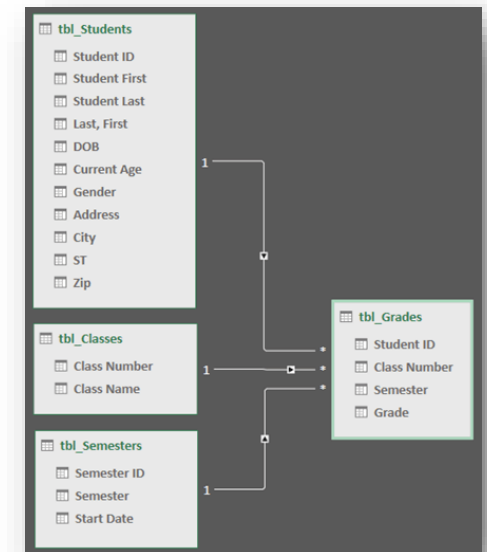 tbl_Students
Student ID
Student First
Student Last
Last, First
DOB
Current Age
Gender
Address
City
ST
Zip
1
tbl_Classes
Class Number
Class Name
1
tbl_Semesters
Semester ID
Semester
Start Date
1
*
*
*
tbl_Grades
Student ID
Class Number
Semester
Grade